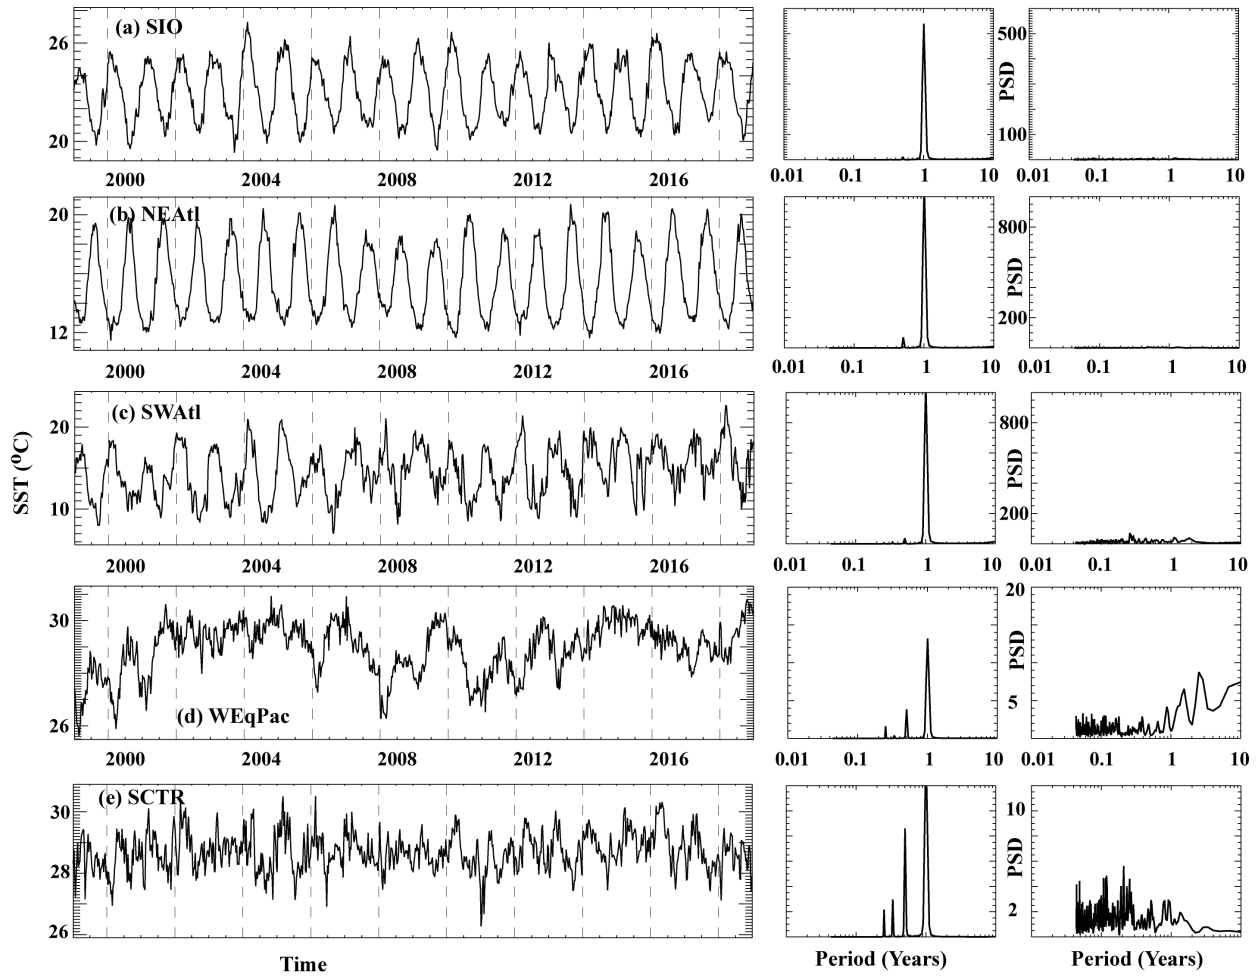 (a) SIO
26
20
2000 2004 2008 2012 2016
0.01 0.1 1 10
PSD
500
100
0.01 0.1 1 10
(b) NEAtl
20
12
2000 2004 2008 2012 2016
0.01 0.1 1 10
PSD
800
200
0.01 0.1 1 10
(c) SWAtl
SST (⁰C)
20
10
2000 2004 2008 2012 2016
0.01 0.1 1 10
PSD
800
200
0.01 0.1 1 10
(d) WEqPac
30
26
2000 2004 2008 2012 2016
0.01 0.1 1 10
PSD
20
5
0.01 0.1 1 10
(e) SCTR
30
28
26
Time
Period (Years)
PSD
10
2
Period (Years)